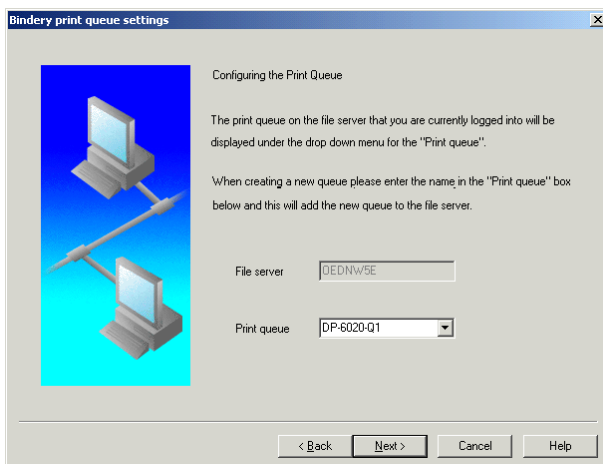 Bindery print queue settings
Configuring the Print Queue
The print queue on the file server that you are currently logged into will be
displayed under the drop down menu for the "Print queue".
When creating a new queue please enter the name in the "Print queue" box
below and this will add the new queue to the file server.
File server OEDNW5E
Print queue DP-6020-Q1
< Back Next > Cancel Help